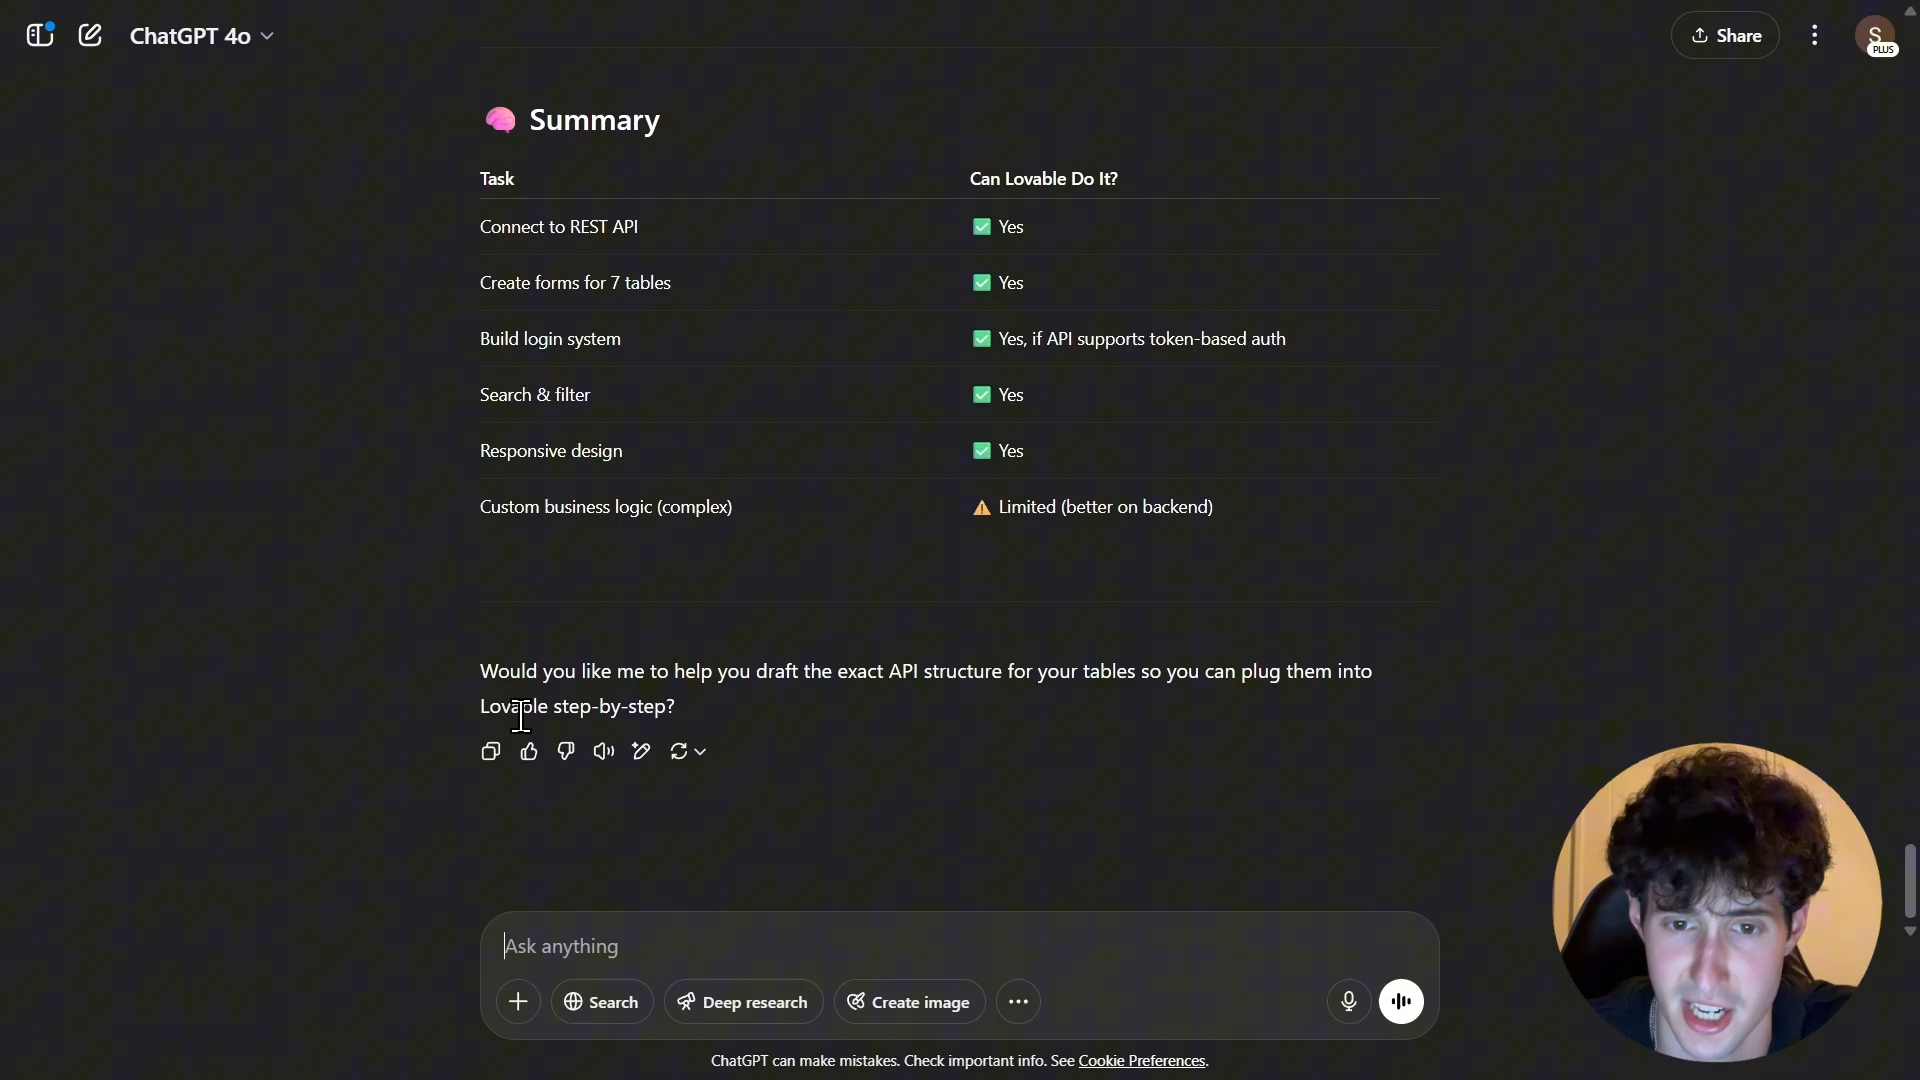 ChatGPT 4o
Share
S
PLUS
Summary
Task Can Lovable Do It?
Connect to REST API Yes
Create forms for 7 tables Yes
Build login system Yes, if API supports token-based auth
Search & filter Yes
Responsive design Yes
Custom business logic (complex) Limited (better on backend)
Would you like me to help you draft the exact API structure for your tables so you can plug them into
Lovable step-by-step?
Ask anything
Search Deep research Create image
ChatGPT can make mistakes. Check important info. See Cookie Preferences.